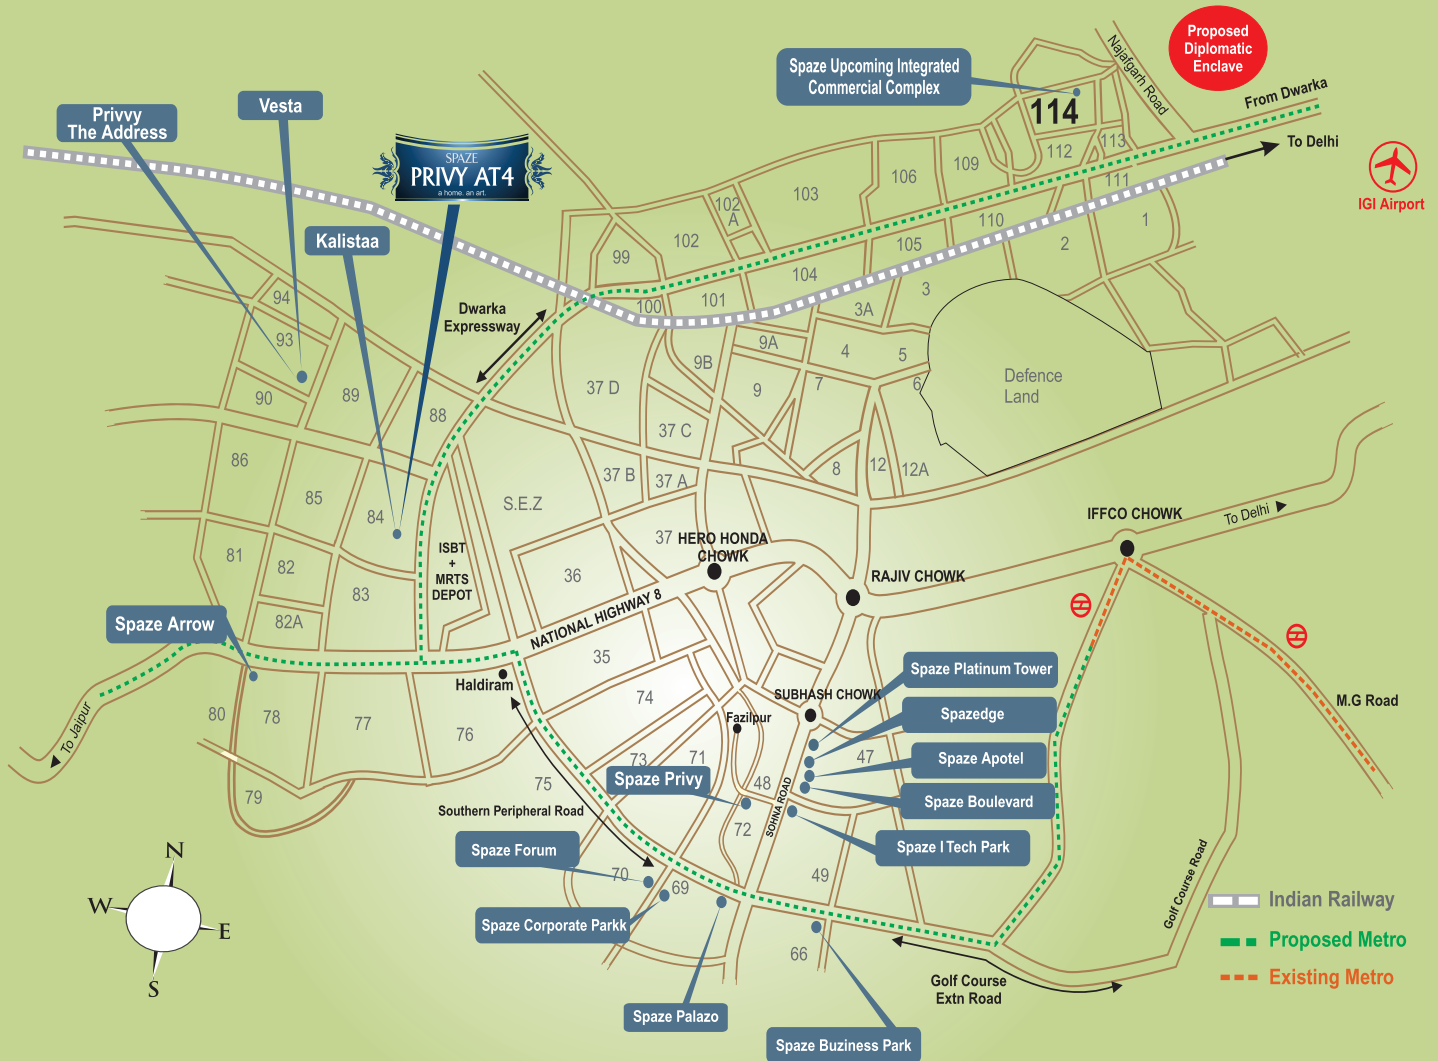 Proposed
Diplomatic
Enclave
Najafgarh Road
Spaze Upcoming Integrated
Commercial Complex
114
From Dwarka
To Delhi
IGI Airport
Vesta
Privvy
The Address
SPAZE
PRIVY AT4
a home. an art.
Kalistaa
113
112
109
106
103
102
A
111
110
1
2
105
102
99
104
3
94
100
101
3A
Dwarka
Expressway
93
9A
4
5
9B
6
7
9
37 D
Defence
Land
90
89
88
37 C
86
8
12
12A
37 B
37 A
85
S.E.Z
84
37
HERO HONDA
CHOWK
IFFCO CHOWK
To Delhi
81
82
ISBT
+
MRTS
DEPOT
36
RAJIV CHOWK
83
NATIONAL HIGHWAY 8
82A
Spaze Arrow
35
Spaze Platinum Tower
Haldiram
74
SUBHASH CHOWK
M.G Road
Spazedge
80
78
77
76
Fazilpur
To Jaipur
73
71
47
Spaze Apotel
Spaze Privy
75
48
79
Spaze Boulevard
Southern Peripheral Road
SOHNA ROAD
72
Spaze I Tech Park
Spaze Forum
70
69
49
Golf Course Road
N
W
E
S
Spaze Corporate Parkk
66
Golf Course
Extn Road
Spaze Palazo
Spaze Buziness Park
Indian Railway
Proposed Metro
Existing Metro